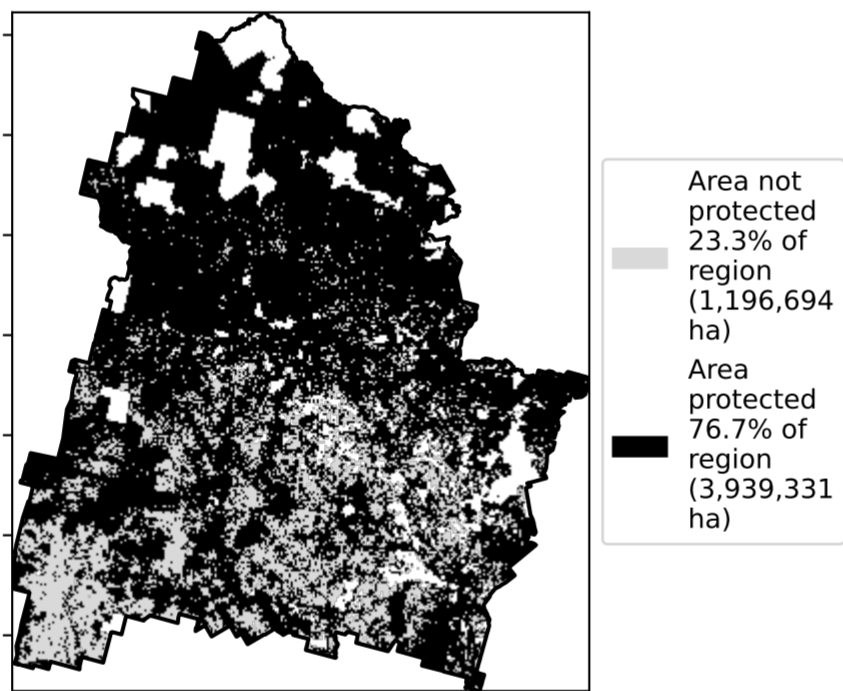 Area not
protected
23.3% of
region
(1,196,694
ha)
Area
protected
76.7% of
region
(3,939,331
ha)